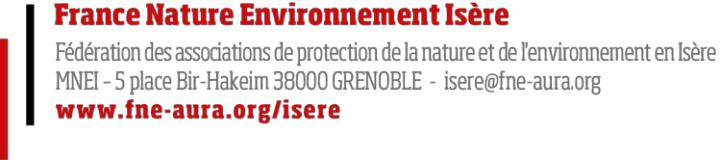 France Nature Environnement Isère
Fédération des associations de protection de la nature et de l'environnement en Isère
MNEI – 5 place Bir-Hakeim 38000 GRENOBLE - isere@fne-aura.org
www.fne-aura.org/isere